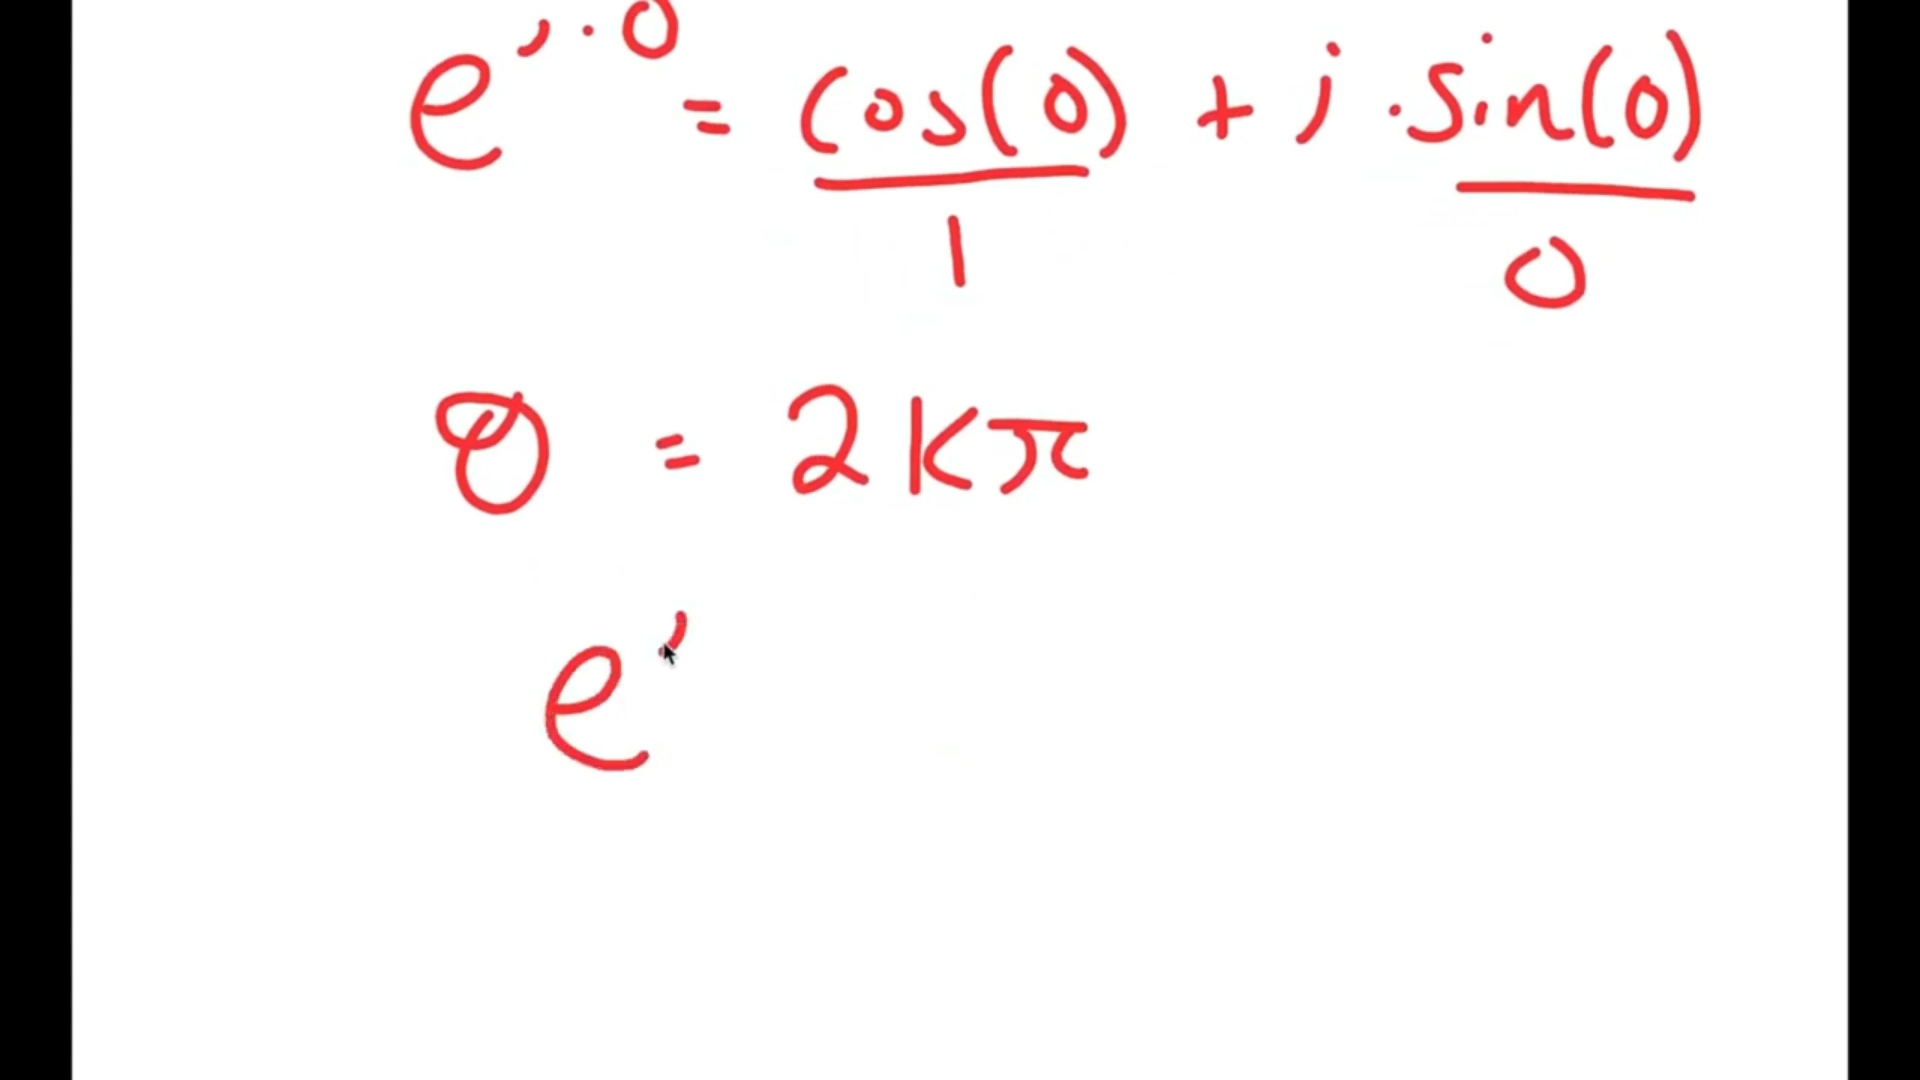 e^i·0 = cos(0) + i·sin(0)
1 0
θ = 2kπ
e^i